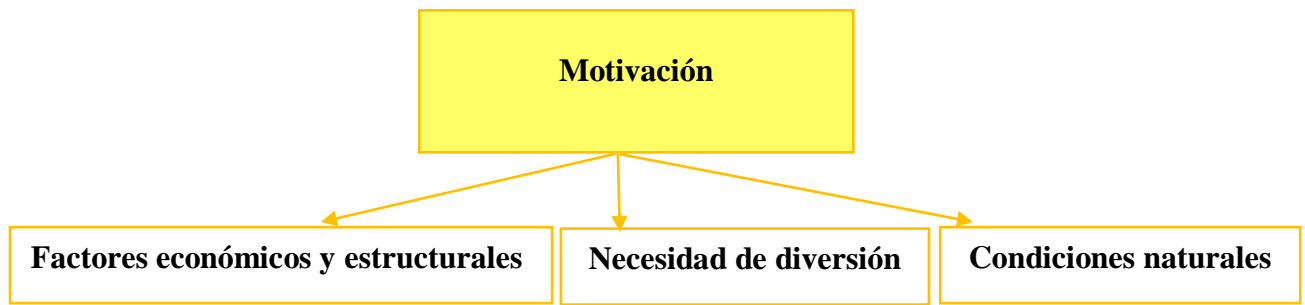 Motivación
Factores económicos y estructurales
Necesidad de diversión
Condiciones naturales